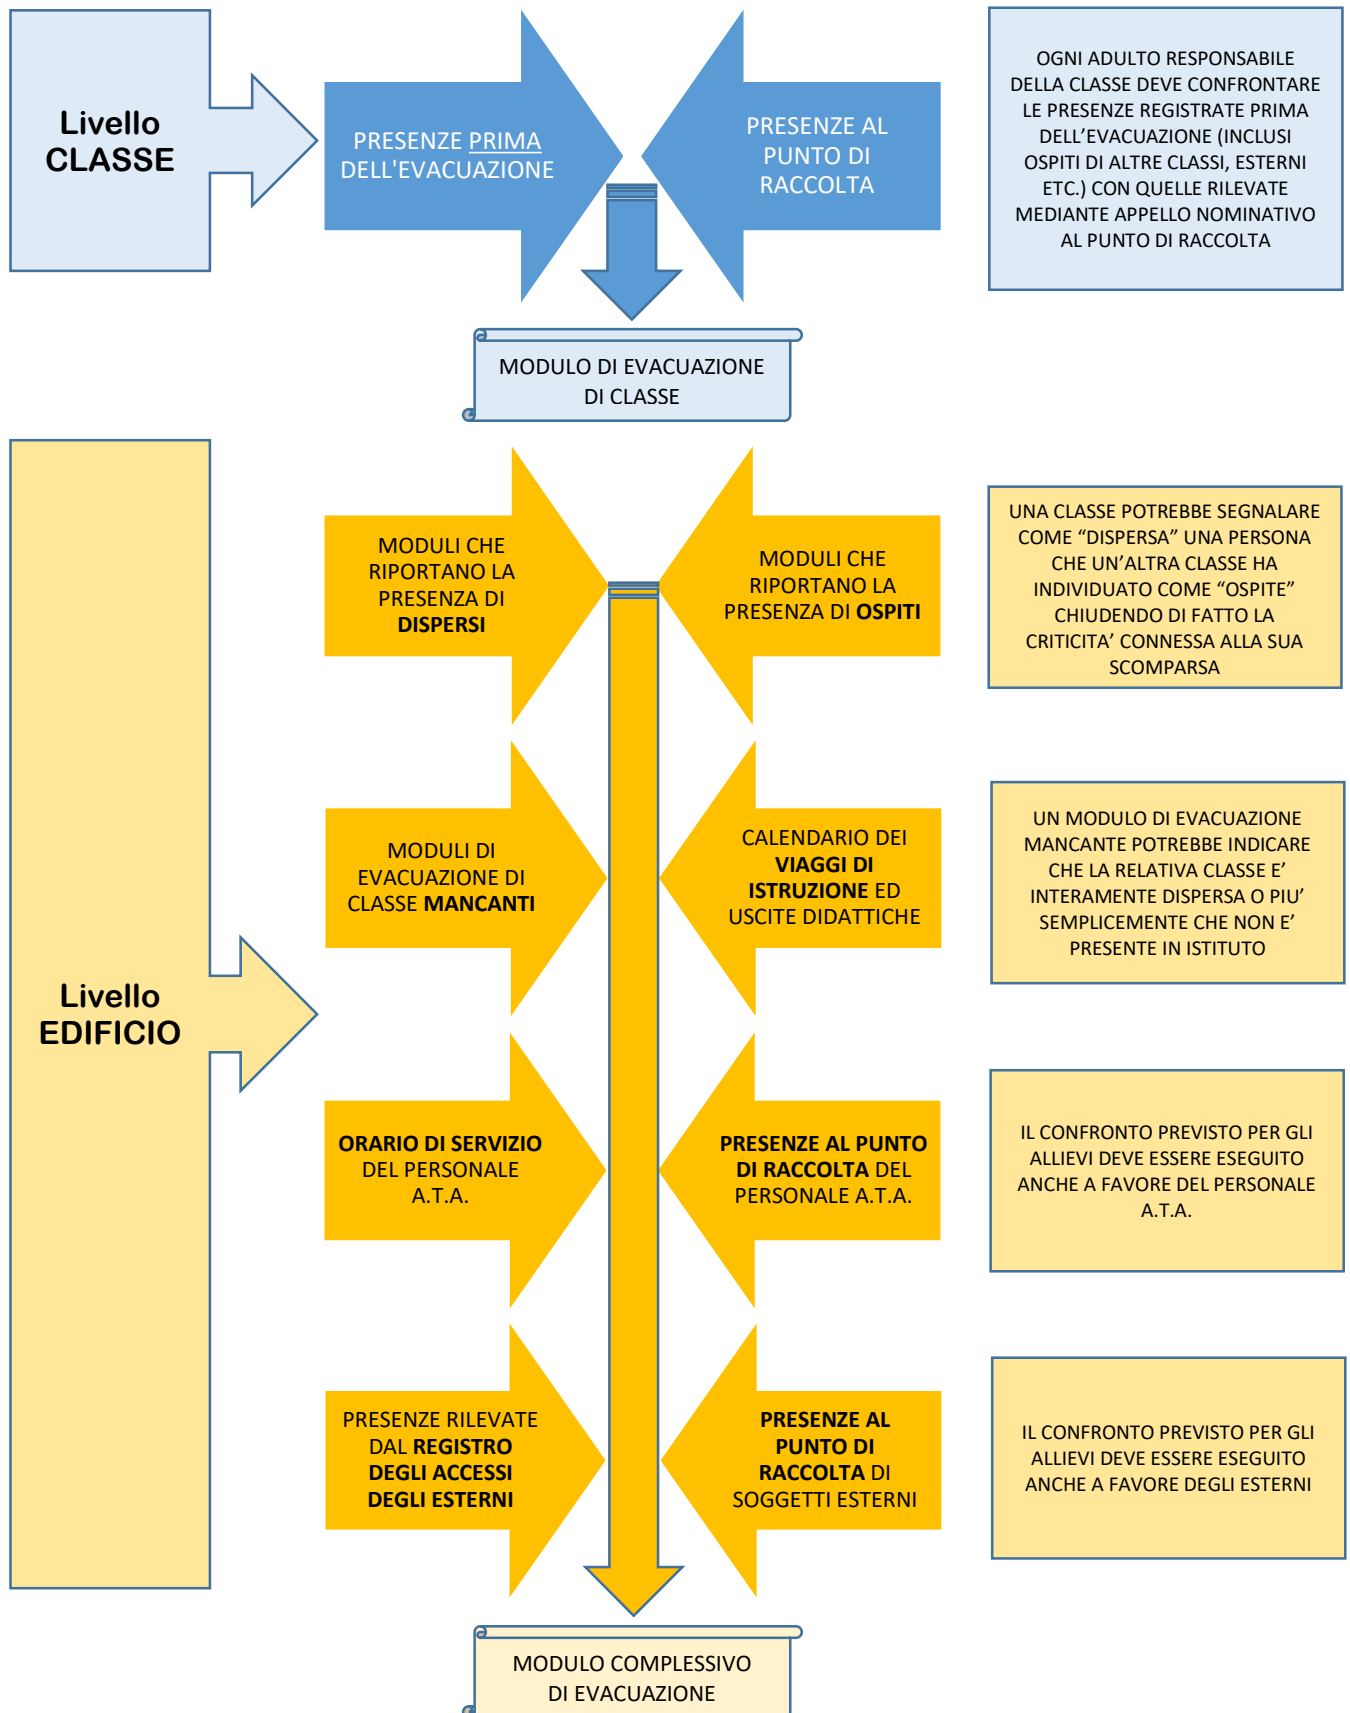 Livello
CLASSE
PRESENZE PRIMA
DELL'EVACUAZIONE
PRESENZE AL
PUNTO DI
RACCOLTA
OGNI ADULTO RESPONSABILE
DELLA CLASSE DEVE CONFRONTARE
LE PRESENZE REGISTRATE PRIMA
DELL’EVACUAZIONE (INCLUSI
OSPITI DI ALTRE CLASSI, ESTERNI
ETC.) CON QUELLE RILEVATE
MEDIANTE APPELLO NOMINATIVO
AL PUNTO DI RACCOLTA
MODULO DI EVACUAZIONE
DI CLASSE
Livello
EDIFICIO
MODULI CHE
RIPORTANO LA
PRESENZA DI
DISPERSI
MODULI CHE
RIPORTANO LA
PRESENZA DI OSPITI
UNA CLASSE POTREBBE SEGNALARE
COME “DISPERSA” UNA PERSONA
CHE UN’ALTRA CLASSE HA
INDIVIDUATO COME “OSPITE”
CHIUDENDO DI FATTO LA
CRITICITA’ CONNESSA ALLA SUA
SCOMPARSA
MODULI DI
EVACUAZIONE DI
CLASSE MANCANTI
CALENDARIO DEI
VIAGGI DI
ISTRUZIONE ED
USCITE DIDATTICHE
UN MODULO DI EVACUAZIONE
MANCANTE POTREBBE INDICARE
CHE LA RELATIVA CLASSE E’
INTERAMENTE DISPERSA O PIU’
SEMPLICEMENTE CHE NON E’
PRESENTE IN ISTITUTO
ORARIO DI SERVIZIO
DEL PERSONALE
A.T.A.
PRESENZE AL PUNTO
DI RACCOLTA DEL
PERSONALE A.T.A.
IL CONFRONTO PREVISTO PER GLI
ALLIEVI DEVE ESSERE ESEGUITO
ANCHE A FAVORE DEL PERSONALE
A.T.A.
PRESENZE RILEVATE
DAL REGISTRO
DEGLI ACCESSI
DEGLI ESTERNI
PRESENZE AL
PUNTO DI
RACCOLTA DI
SOGGETTI ESTERNI
IL CONFRONTO PREVISTO PER GLI
ALLIEVI DEVE ESSERE ESEGUITO
ANCHE A FAVORE DEGLI ESTERNI
MODULO COMPLESSIVO
DI EVACUAZIONE